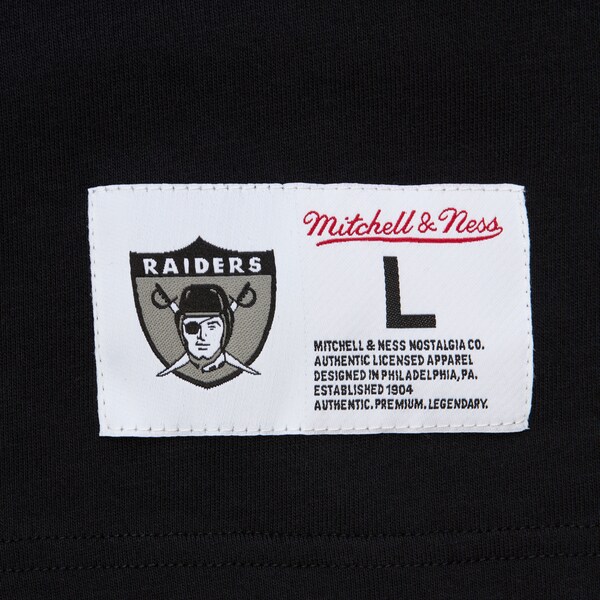 RAIDERS
Mitchell & Ness
L
MITCHELL & NESS NOSTALGIA CO.
AUTHENTIC LICENSED APPAREL
DESIGNED IN PHILADELPHIA, PA.
ESTABLISHED 1904
AUTHENTIC. PREMIUM. LEGENDARY.